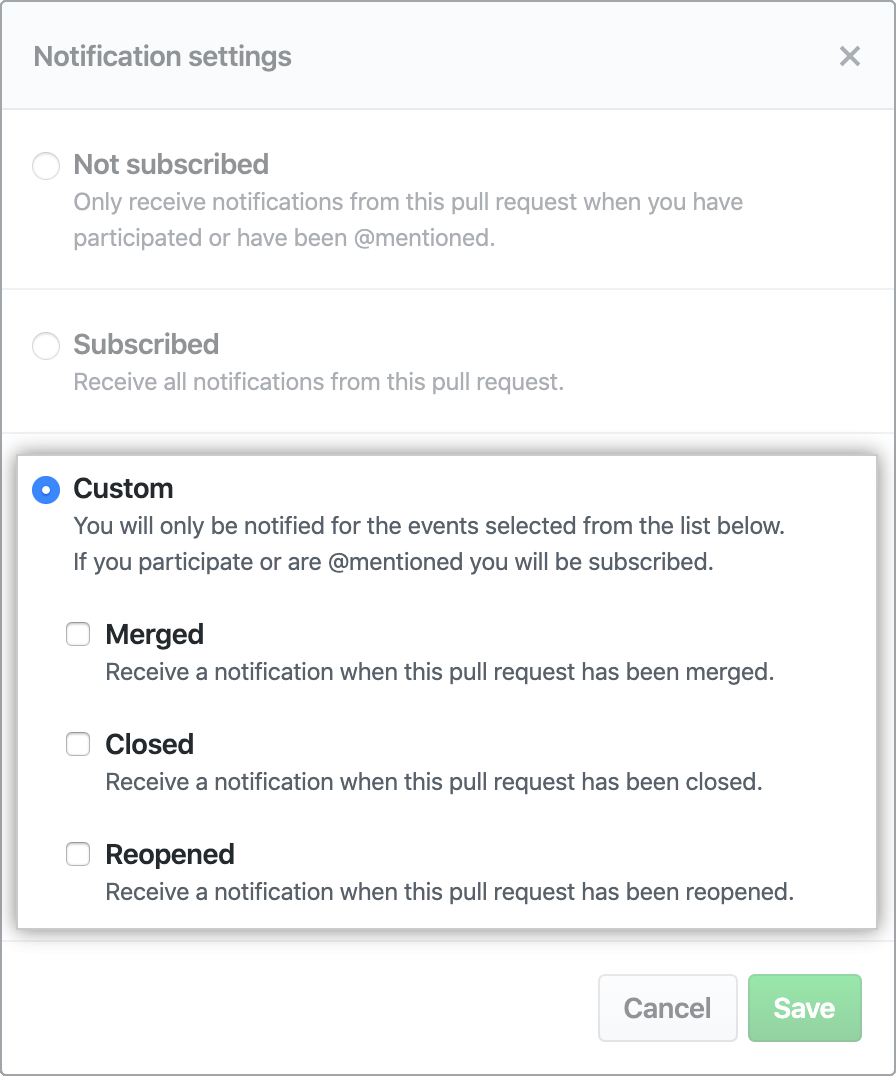 Notification settings
Not subscribed
Only receive notifications from this pull request when you have
participated or have been @mentioned.
Subscribed
Receive all notifications from this pull request.
Custom
You will only be notified for the events selected from the list below.
If you participate or are @mentioned you will be subscribed.
Merged
Receive a notification when this pull request has been merged.
Closed
Receive a notification when this pull request has been closed.
Reopened
Receive a notification when this pull request has been reopened.
Cancel Save